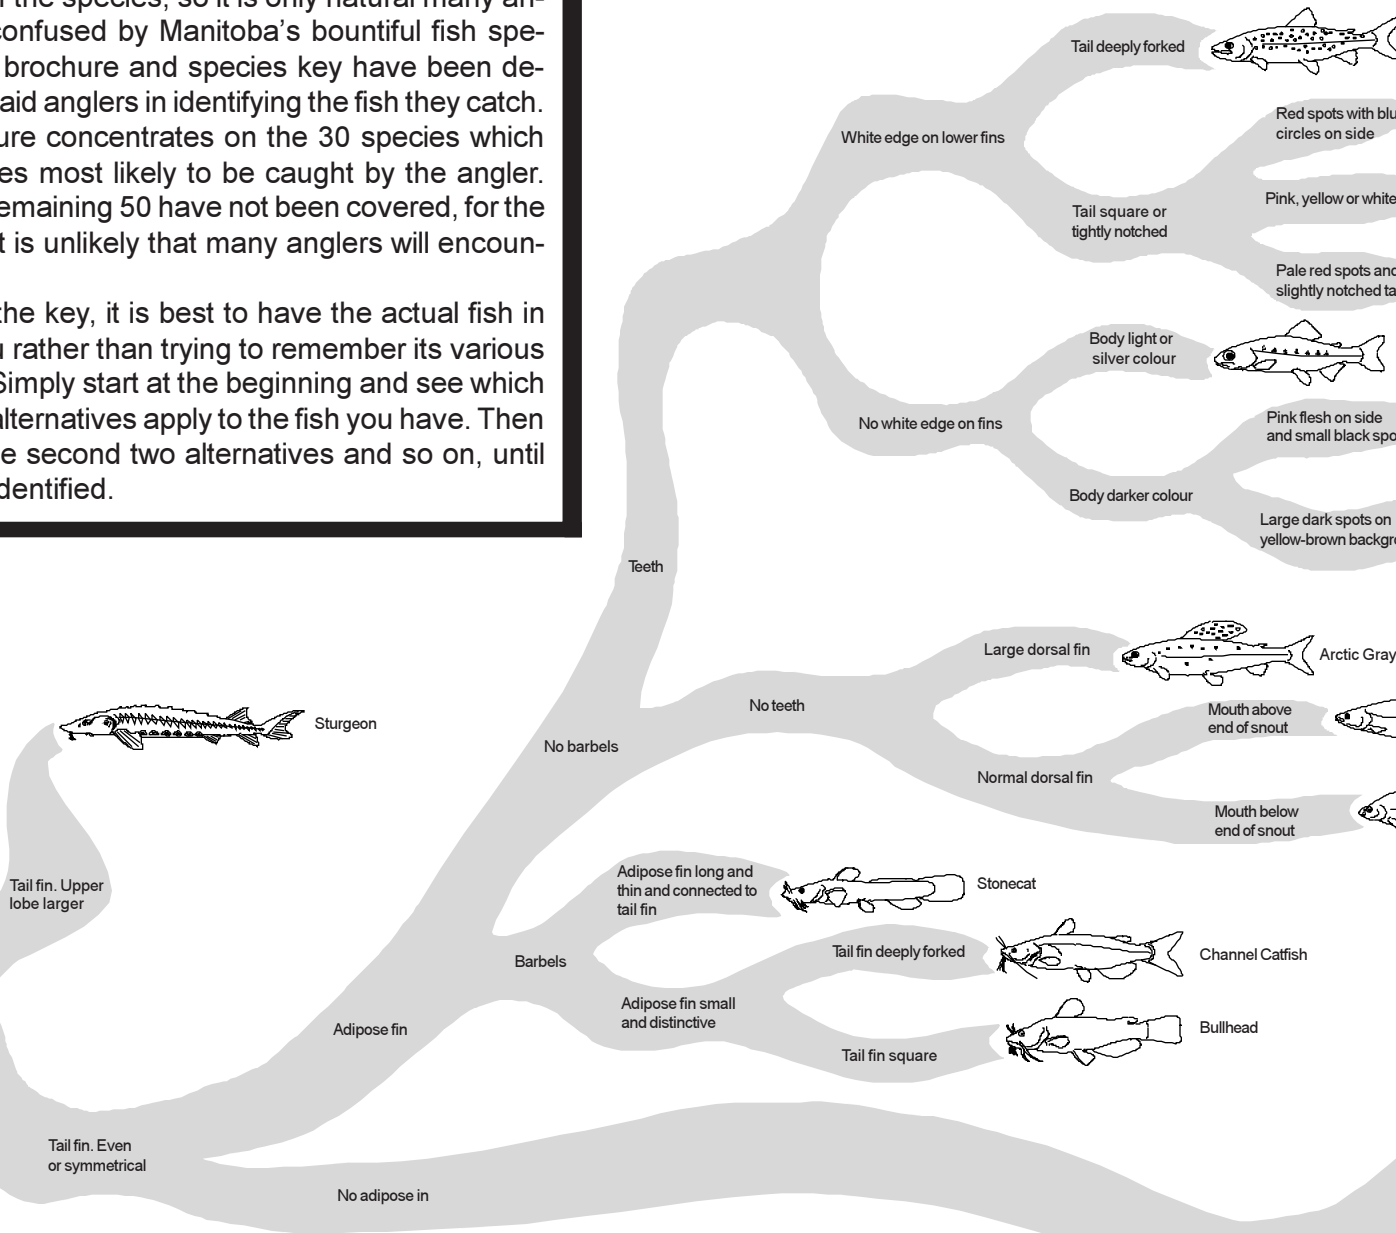 the species, so it is only natural many an-
confused by Manitoba's bountiful fish spe-
brochure and species key have been de-
aid anglers in identifying the fish they catch.
ure concentrates on the 30 species which
es most likely to be caught by the angler.
emaining 50 have not been covered, for the
t is unlikely that many anglers will encoun-
the key, it is best to have the actual fish in
u rather than trying to remember its various
Simply start at the beginning and see which
alternatives apply to the fish you have. Then
e second two alternatives and so on, until
dentified.
Tail deeply forked
White edge on lower fins
Red spots with blu
circles on side
Pink, yellow or white
Tail square or
tightly notched
Pale red spots and
slightly notched ta
Body light or
silver colour
No white edge on fins
Pink flesh on side
and small black spo
Body darker colour
Large dark spots on
yellow-brown backgr
Teeth
Large dorsal fin
Arctic Gray
No teeth
Mouth above
end of snout
No barbels
Normal dorsal fin
Mouth below
end of snout
Sturgeon
Tail fin. Upper
lobe larger
Adipose fin long and
thin and connected to
tail fin
Stonecat
Barbels
Tail fin deeply forked
Channel Catfish
Adipose fin small
and distinctive
Adipose fin
Tail fin square
Bullhead
Tail fin. Even
or symmetrical
No adipose in